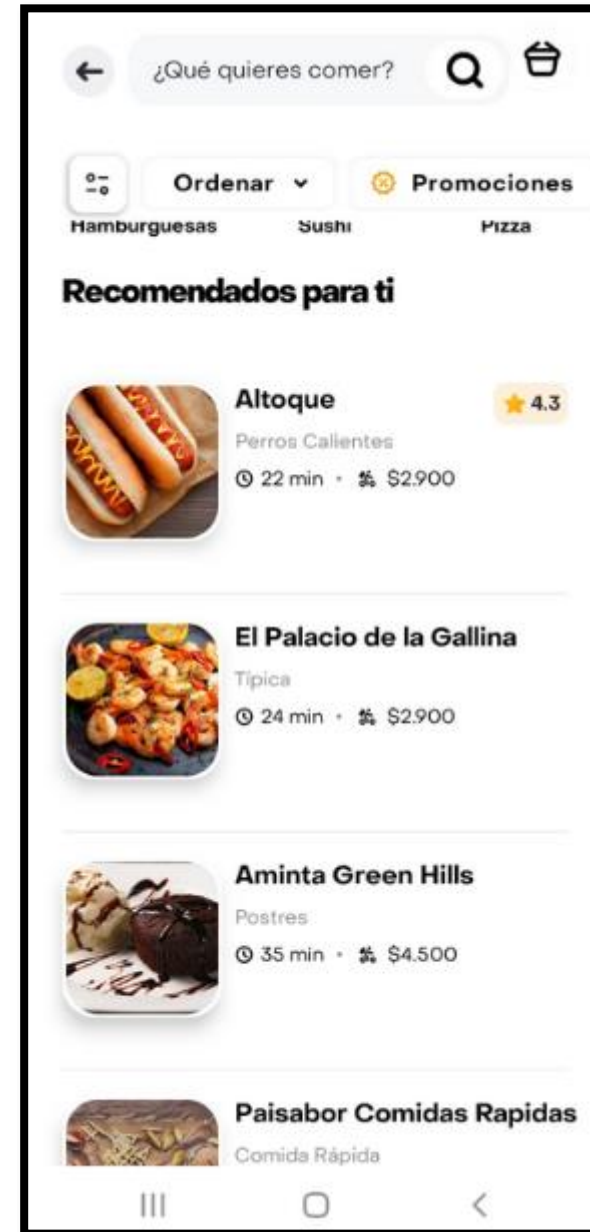 ¿Qué quieres comer?
Ordenar
Promociones
Hamburguesas Sushi Pizza
Recomendados para ti
Altoque
4.3
Perros Calientes
22 min • $2.900
El Palacio de la Gallina
Típica
24 min • $2.900
Aminta Green Hills
Postres
35 min • $4.500
Paisabor Comidas Rapidas
Comida Rápida